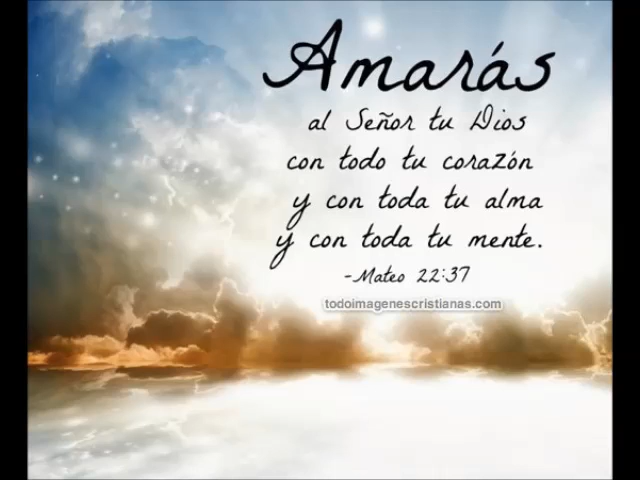 Amarás
al Señor tu Dios
con todo tu corazón
y con toda tu alma
y con toda tu mente.
-Mateo 22:37
todoimagenescristianas.com